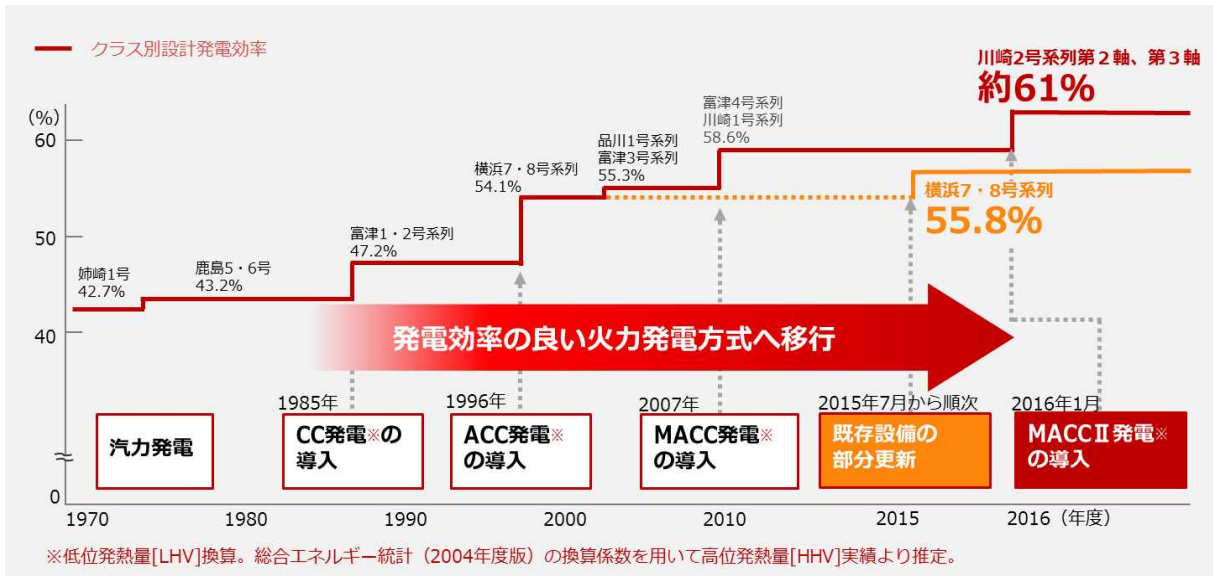 クラス別設計発電効率
川崎2号系列第２軸、第３軸
約61%
(%)
60
50
40
0
富津4号系列
川崎1号系列
58.6%
品川1号系列
富津3号系列
55.3%
横浜7・8号系列
54.1%
横浜7・8号系列
55.8%
富津1・2号系列
47.2%
鹿島5・6号
43.2%
姉崎1号
42.7%
発電効率の良い火力発電方式へ移行
汽力発電
1985年
CC発電※の
導入
1996年
ACC発電※
の導入
2007年
MACC発電※
の導入
2015年7月から順次
既存設備の
部分更新
2016年1月
MACCⅡ発電※
の導入
1970 1980 1990 2000 2010 2015 2016（年度）
※低位発熱量[LHV]換算。総合エネルギー統計（2004年度版）の換算係数を用いて高位発熱量[HHV]実績より推定。